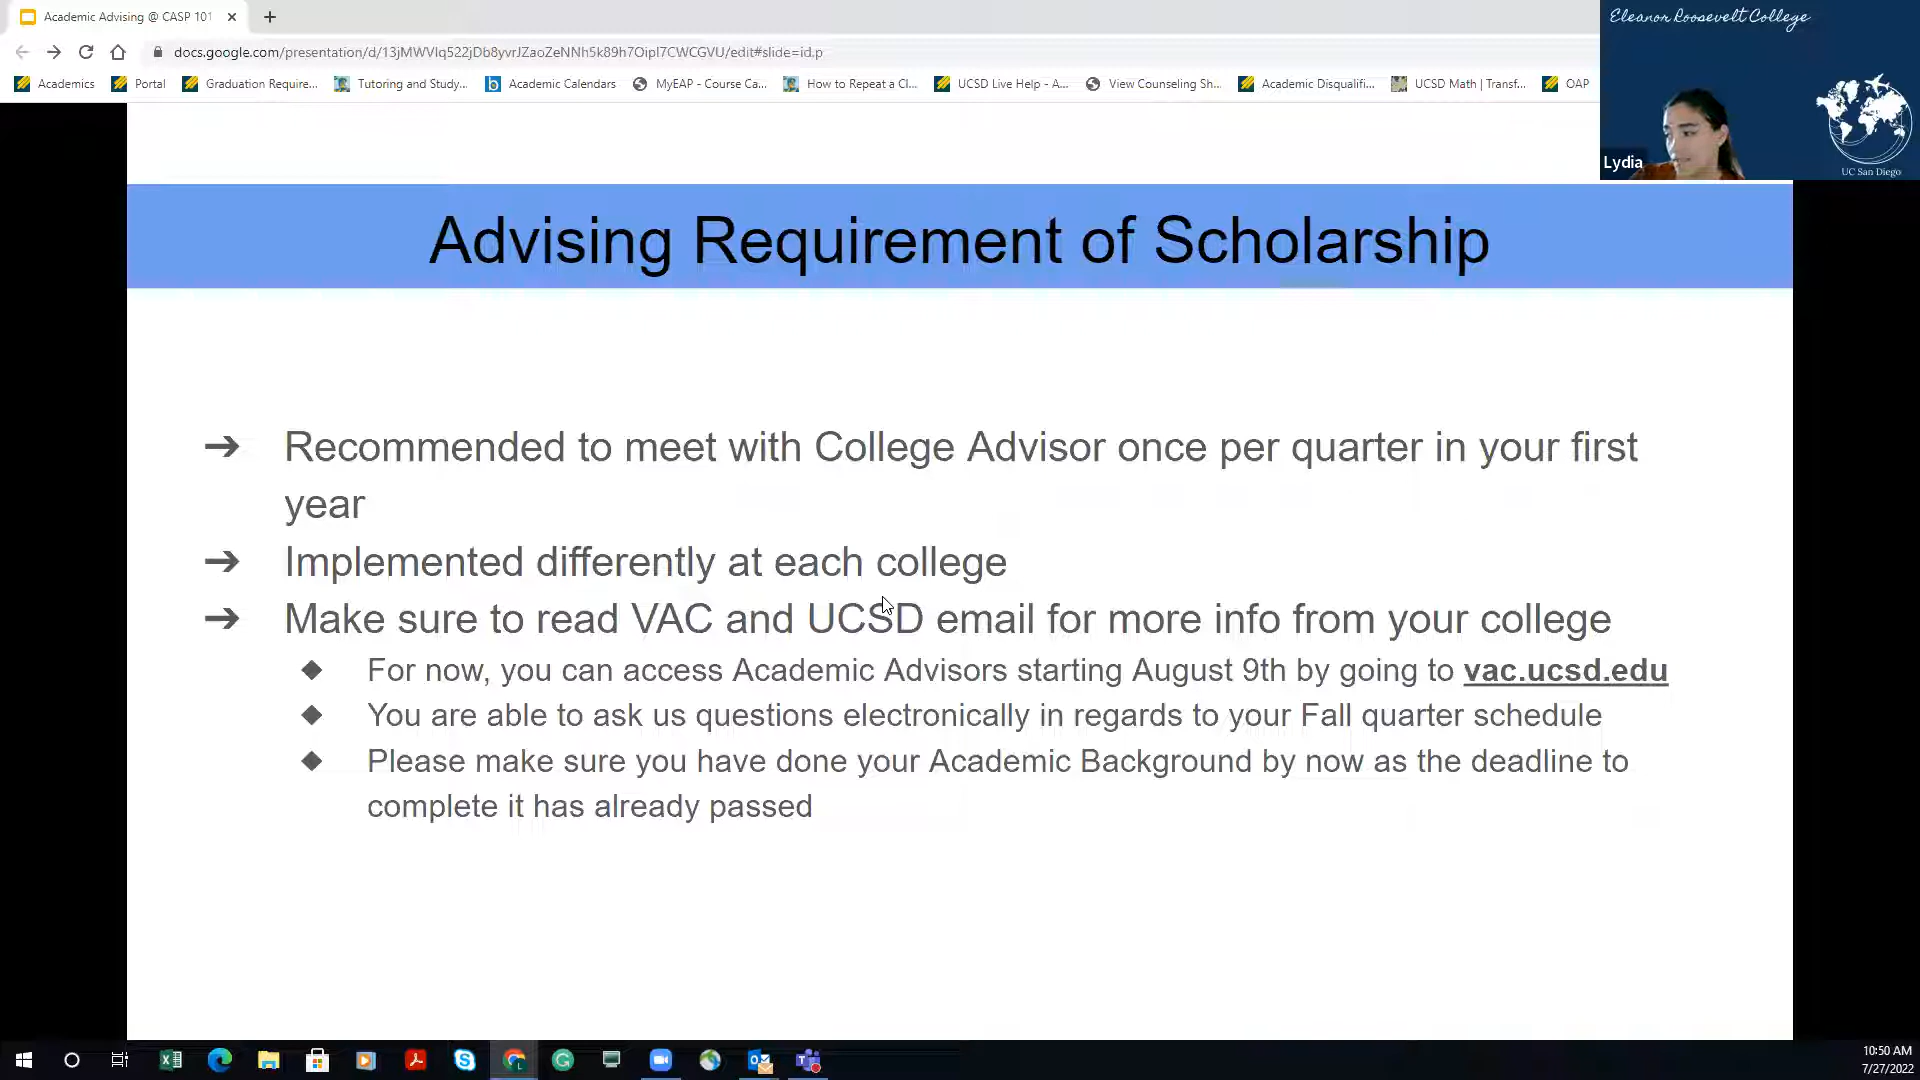 Academic Advising @ CASP 101
docs.google.com/presentation/d/13jMWVlq522jDb8yvrJZaoZeNNh5k89h7Oipl7CWCGVU/edit#slide=id.p
Academics Portal Graduation Require... Tutoring and Study... Academic Calendars MyEAP - Course Ca... How to Repeat a Cl... UCSD Live Help - A... View Counseling Sh... Academic Disqualifi... UCSD Math | Transf... OAP
Eleanor Roosevelt College
Lydia
UC San Diego
Advising Requirement of Scholarship
➔ Recommended to meet with College Advisor once per quarter in your first
year
➔ Implemented differently at each college
➔ Make sure to read VAC and UCSD email for more info from your college
◆ For now, you can access Academic Advisors starting August 9th by going to vac.ucsd.edu
◆ You are able to ask us questions electronically in regards to your Fall quarter schedule
◆ Please make sure you have done your Academic Background by now as the deadline to
complete it has already passed
10:50 AM
7/27/2022